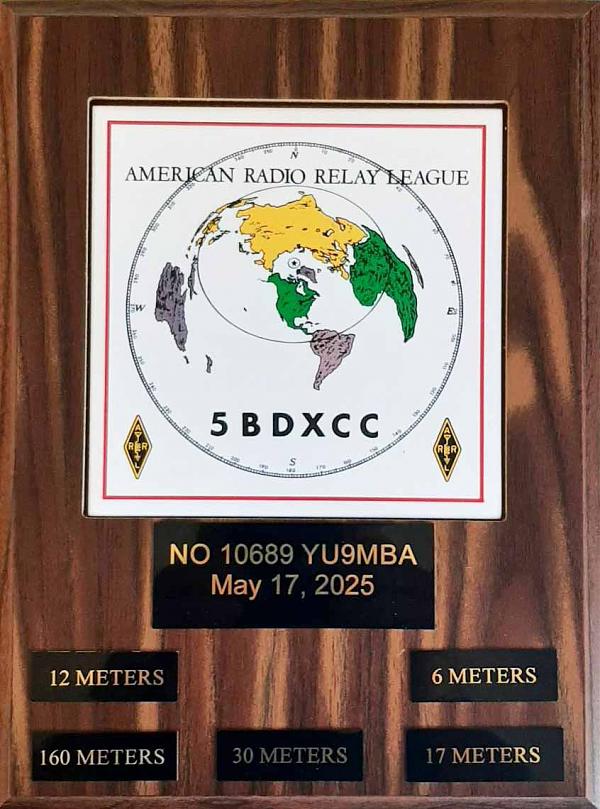 N
AMERICAN RADIO RELAY LEAGUE
W
E
5BDXCC
A
R R
L
A
R R
L
S
NO 10689 YU9MBA
May 17, 2025
12 METERS
6 METERS
160 METERS
30 METERS
17 METERS